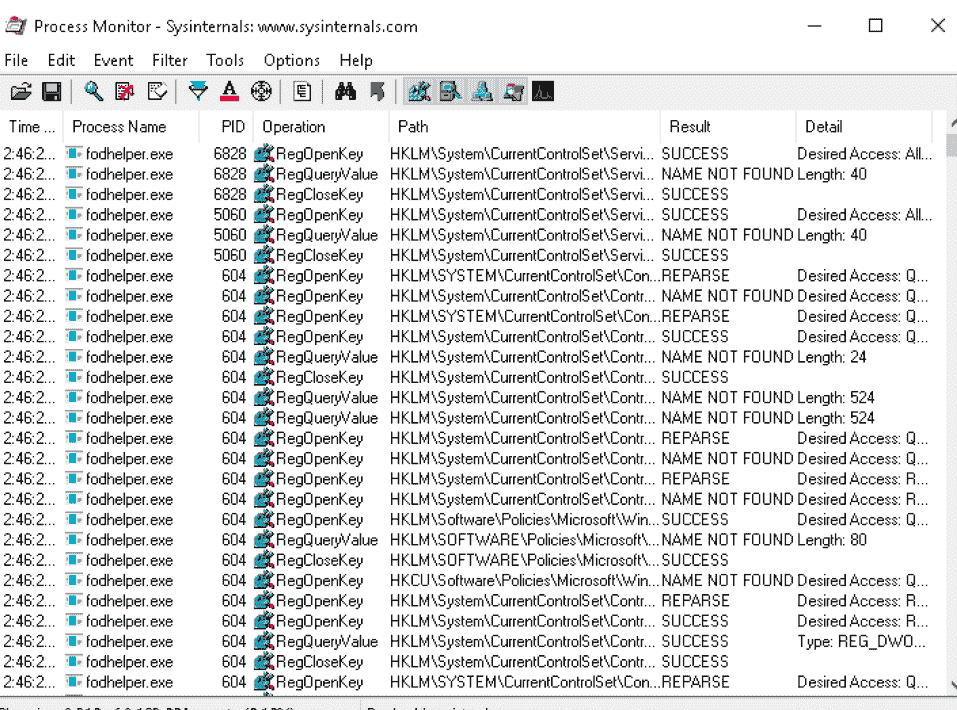 Process Monitor - Sysinternals: www.sysinternals.com
File Edit Event Filter Tools Options Help
Time ... Process Name PID Operation Path Result Detail
2:46:2... fodhelper.exe 6828 RegOpenKey HKLM\System\CurrentControlSet\Servi... SUCCESS Desired Access: All...
2:46:2... fodhelper.exe 6828 RegQueryValue HKLM\System\CurrentControlSet\Servi... NAME NOT FOUND Length: 40
2:46:2... fodhelper.exe 6828 RegCloseKey HKLM\System\CurrentControlSet\Servi... SUCCESS
2:46:2... fodhelper.exe 5060 RegOpenKey HKLM\System\CurrentControlSet\Servi... SUCCESS Desired Access: All...
2:46:2... fodhelper.exe 5060 RegQueryValue HKLM\System\CurrentControlSet\Servi... NAME NOT FOUND Length: 40
2:46:2... fodhelper.exe 5060 RegCloseKey HKLM\System\CurrentControlSet\Servi... SUCCESS
2:46:2... fodhelper.exe 604 RegOpenKey HKLM\SYSTEM\CurrentControlSet\Con... REPARSE Desired Access: Q...
2:46:2... fodhelper.exe 604 RegOpenKey HKLM\System\CurrentControlSet\Contr... NAME NOT FOUND Desired Access: Q...
2:46:2... fodhelper.exe 604 RegOpenKey HKLM\SYSTEM\CurrentControlSet\Con... REPARSE Desired Access: Q...
2:46:2... fodhelper.exe 604 RegOpenKey HKLM\System\CurrentControlSet\Contr... SUCCESS Desired Access: Q...
2:46:2... fodhelper.exe 604 RegQueryValue HKLM\System\CurrentControlSet\Contr... NAME NOT FOUND Length: 24
2:46:2... fodhelper.exe 604 RegCloseKey HKLM\System\CurrentControlSet\Contr... SUCCESS
2:46:2... fodhelper.exe 604 RegQueryValue HKLM\System\CurrentControlSet\Contr... NAME NOT FOUND Length: 524
2:46:2... fodhelper.exe 604 RegQueryValue HKLM\System\CurrentControlSet\Contr... NAME NOT FOUND Length: 524
2:46:2... fodhelper.exe 604 RegOpenKey HKLM\System\CurrentControlSet\Contr... REPARSE Desired Access: Q...
2:46:2... fodhelper.exe 604 RegOpenKey HKLM\System\CurrentControlSet\Contr... NAME NOT FOUND Desired Access: Q...
2:46:2... fodhelper.exe 604 RegOpenKey HKLM\System\CurrentControlSet\Contr... REPARSE Desired Access: R...
2:46:2... fodhelper.exe 604 RegOpenKey HKLM\System\CurrentControlSet\Contr... NAME NOT FOUND Desired Access: R...
2:46:2... fodhelper.exe 604 RegOpenKey HKLM\Software\Policies\Microsoft\Win... SUCCESS Desired Access: Q...
2:46:2... fodhelper.exe 604 RegQueryValue HKLM\SOFTWARE\Policies\Microsoft\... NAME NOT FOUND Length: 80
2:46:2... fodhelper.exe 604 RegCloseKey HKLM\SOFTWARE\Policies\Microsoft\... SUCCESS
2:46:2... fodhelper.exe 604 RegOpenKey HKCU\Software\Policies\Microsoft\Win... NAME NOT FOUND Desired Access: Q...
2:46:2... fodhelper.exe 604 RegOpenKey HKLM\System\CurrentControlSet\Contr... REPARSE Desired Access: R...
2:46:2... fodhelper.exe 604 RegOpenKey HKLM\System\CurrentControlSet\Contr... SUCCESS Desired Access: R...
2:46:2... fodhelper.exe 604 RegQueryValue HKLM\System\CurrentControlSet\Contr... SUCCESS Type: REG_DWO...
2:46:2... fodhelper.exe 604 RegCloseKey HKLM\System\CurrentControlSet\Contr... SUCCESS
2:46:2... fodhelper.exe 604 RegOpenKey HKLM\SYSTEM\CurrentControlSet\Con... REPARSE Desired Access: Q...